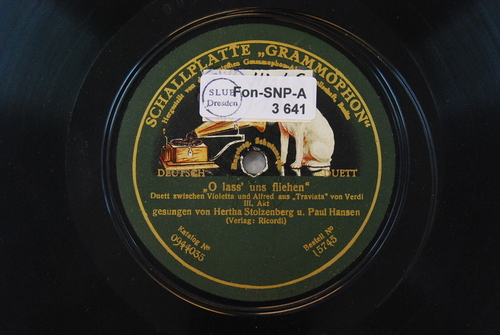 SCHALLPLATTE „GRAMMOPHON"
SLUB
Dresden
Fon-SNP-A
3 641
DEUTSCH
DUETT
„O lass' uns fliehen"
Duett zwischen Violetta und Alfred aus „Traviata" von Verdi
III. Akt
gesungen von Hertha Stolzenberg u. Paul Hansen
(Verlag: Ricordi)
Katalog No
0944035
Bestell No
15745